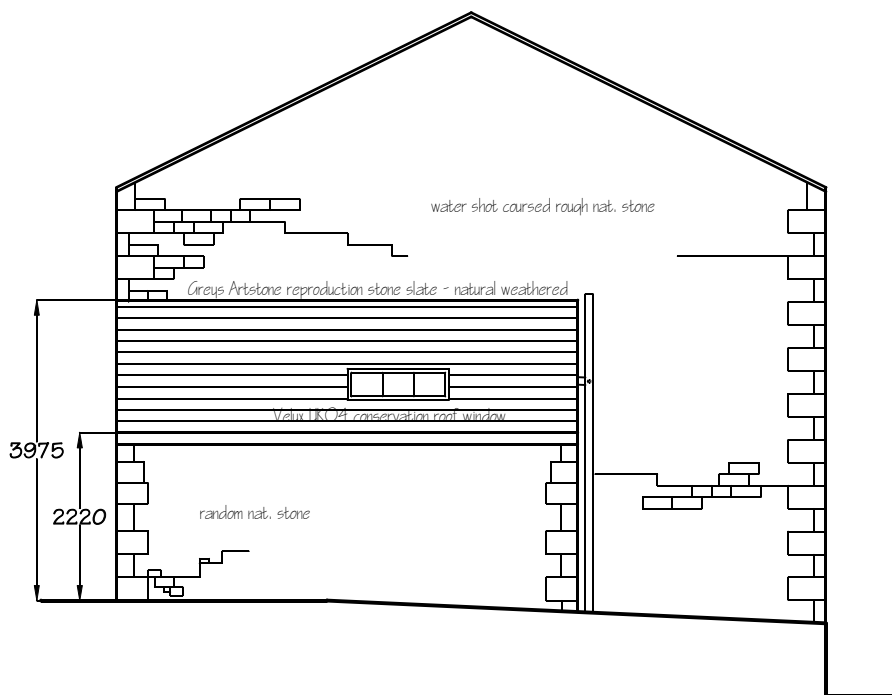 water shot coursed rough nat. stone
Greys Artstone reproduction stone slate - natural weathered
Velux UK04 conservation roof window
3975
2220
random nat. stone